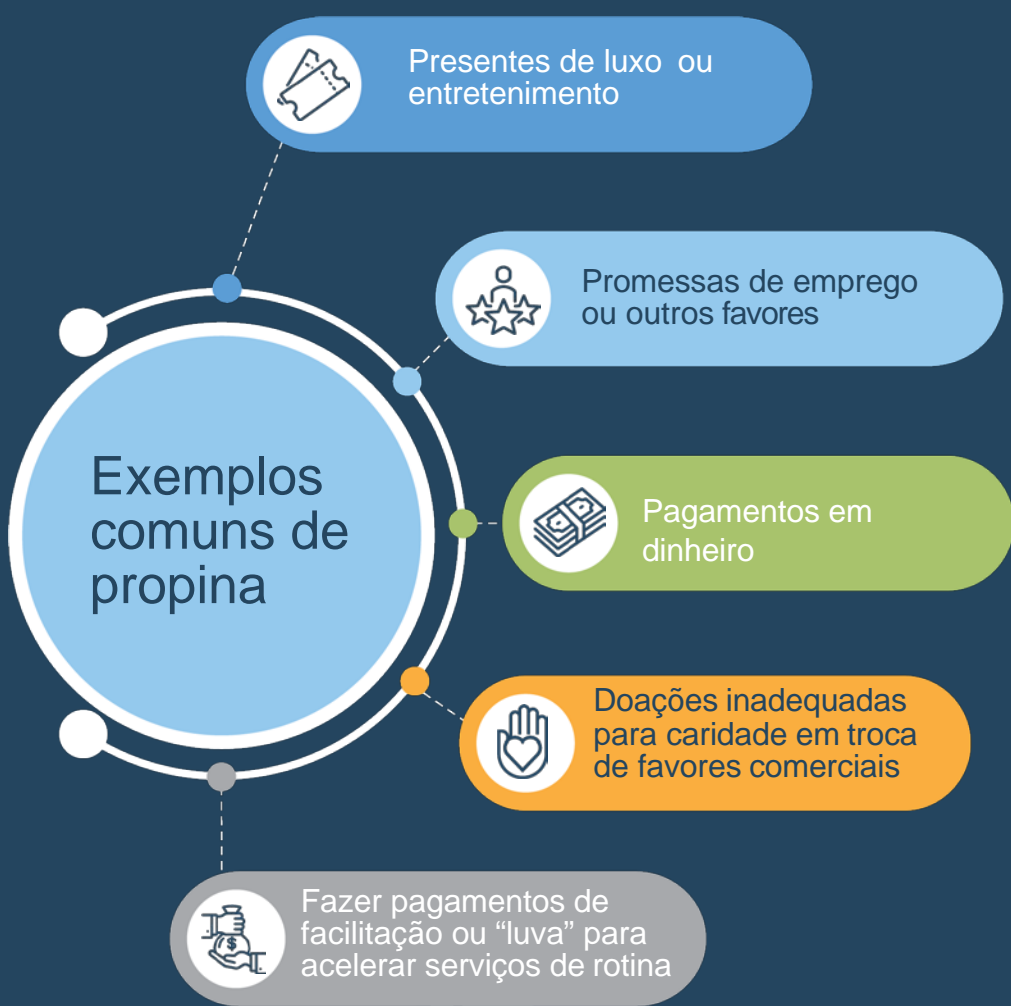 Presentes de luxo ou
entretenimento
Promessas de emprego
ou outros favores
Exemplos
comuns de
propina
Pagamentos em
dinheiro
Doações inadequadas
para caridade em troca
de favores comerciais
Fazer pagamentos de
facilitação ou “luva” para
acelerar serviços de rotina